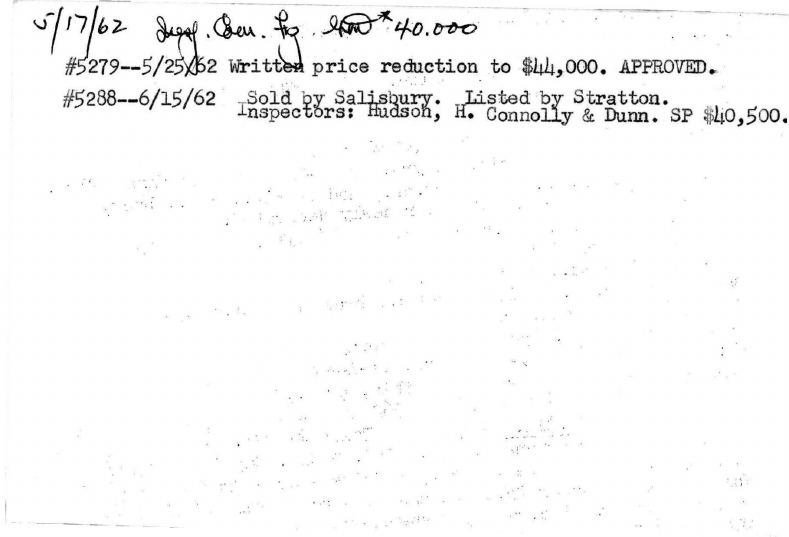 5/17/62 40.000
#5279--5/25/62 Written price reduction to $44,000. APPROVED.
#5288--6/15/62 Sold by Salisbury. Listed by Stratton.
Inspectors: Hudson, H. Connolly & Dunn. SP $40,500.